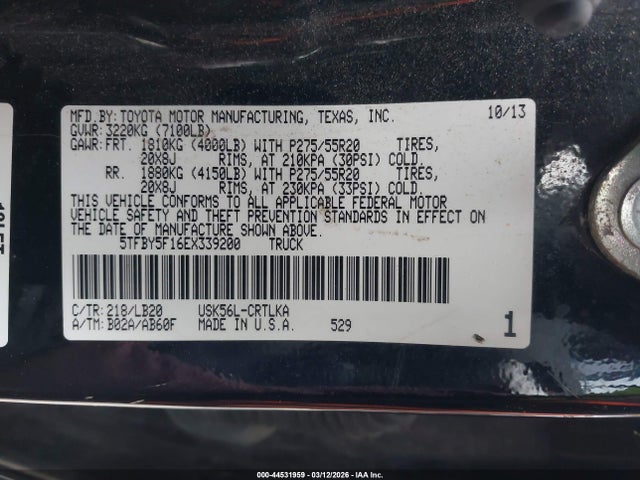 MFD.BY:TOYOTA MOTOR MANUFACTURING, TEXAS, INC. 10/13
GVWR:3220KG (7100LB)
GAWR:FRT. 1810KG (4000LB) WITH P275/55R20 TIRES,
20X8J RIMS, AT 210KPA (30PSI) COLD.
RR. 1880KG (4150LB) WITH P275/55R20 TIRES,
20X8J RIMS, AT 230KPA (33PSI) COLD.
THIS VEHICLE CONFORMS TO ALL APPLICABLE FEDERAL MOTOR
VEHICLE SAFETY AND THEFT PREVENTION STANDARDS IN EFFECT ON
THE DATE OF MANUFACTURE SHOWN ABOVE.
5TFBY5F16EX339200 TRUCK
C/TR:218/LB20 USK56L-CRTLKA
A/TM:B02A/AB60F MADE IN U.S.A. 529 1
000-44531959 - 03/12/2026 - IAA Inc.